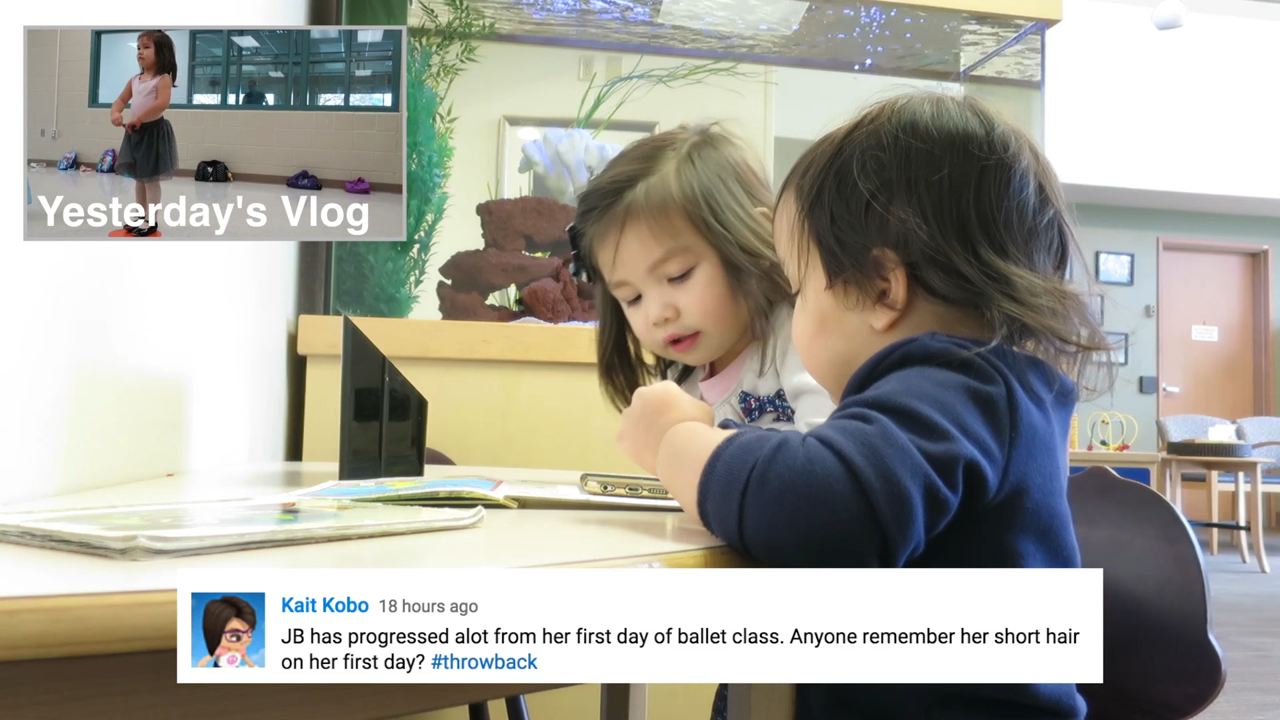 Yesterday's Vlog
Kait Kobo 18 hours ago
JB has progressed alot from her first day of ballet class. Anyone remember her short hair
on her first day? #throwback